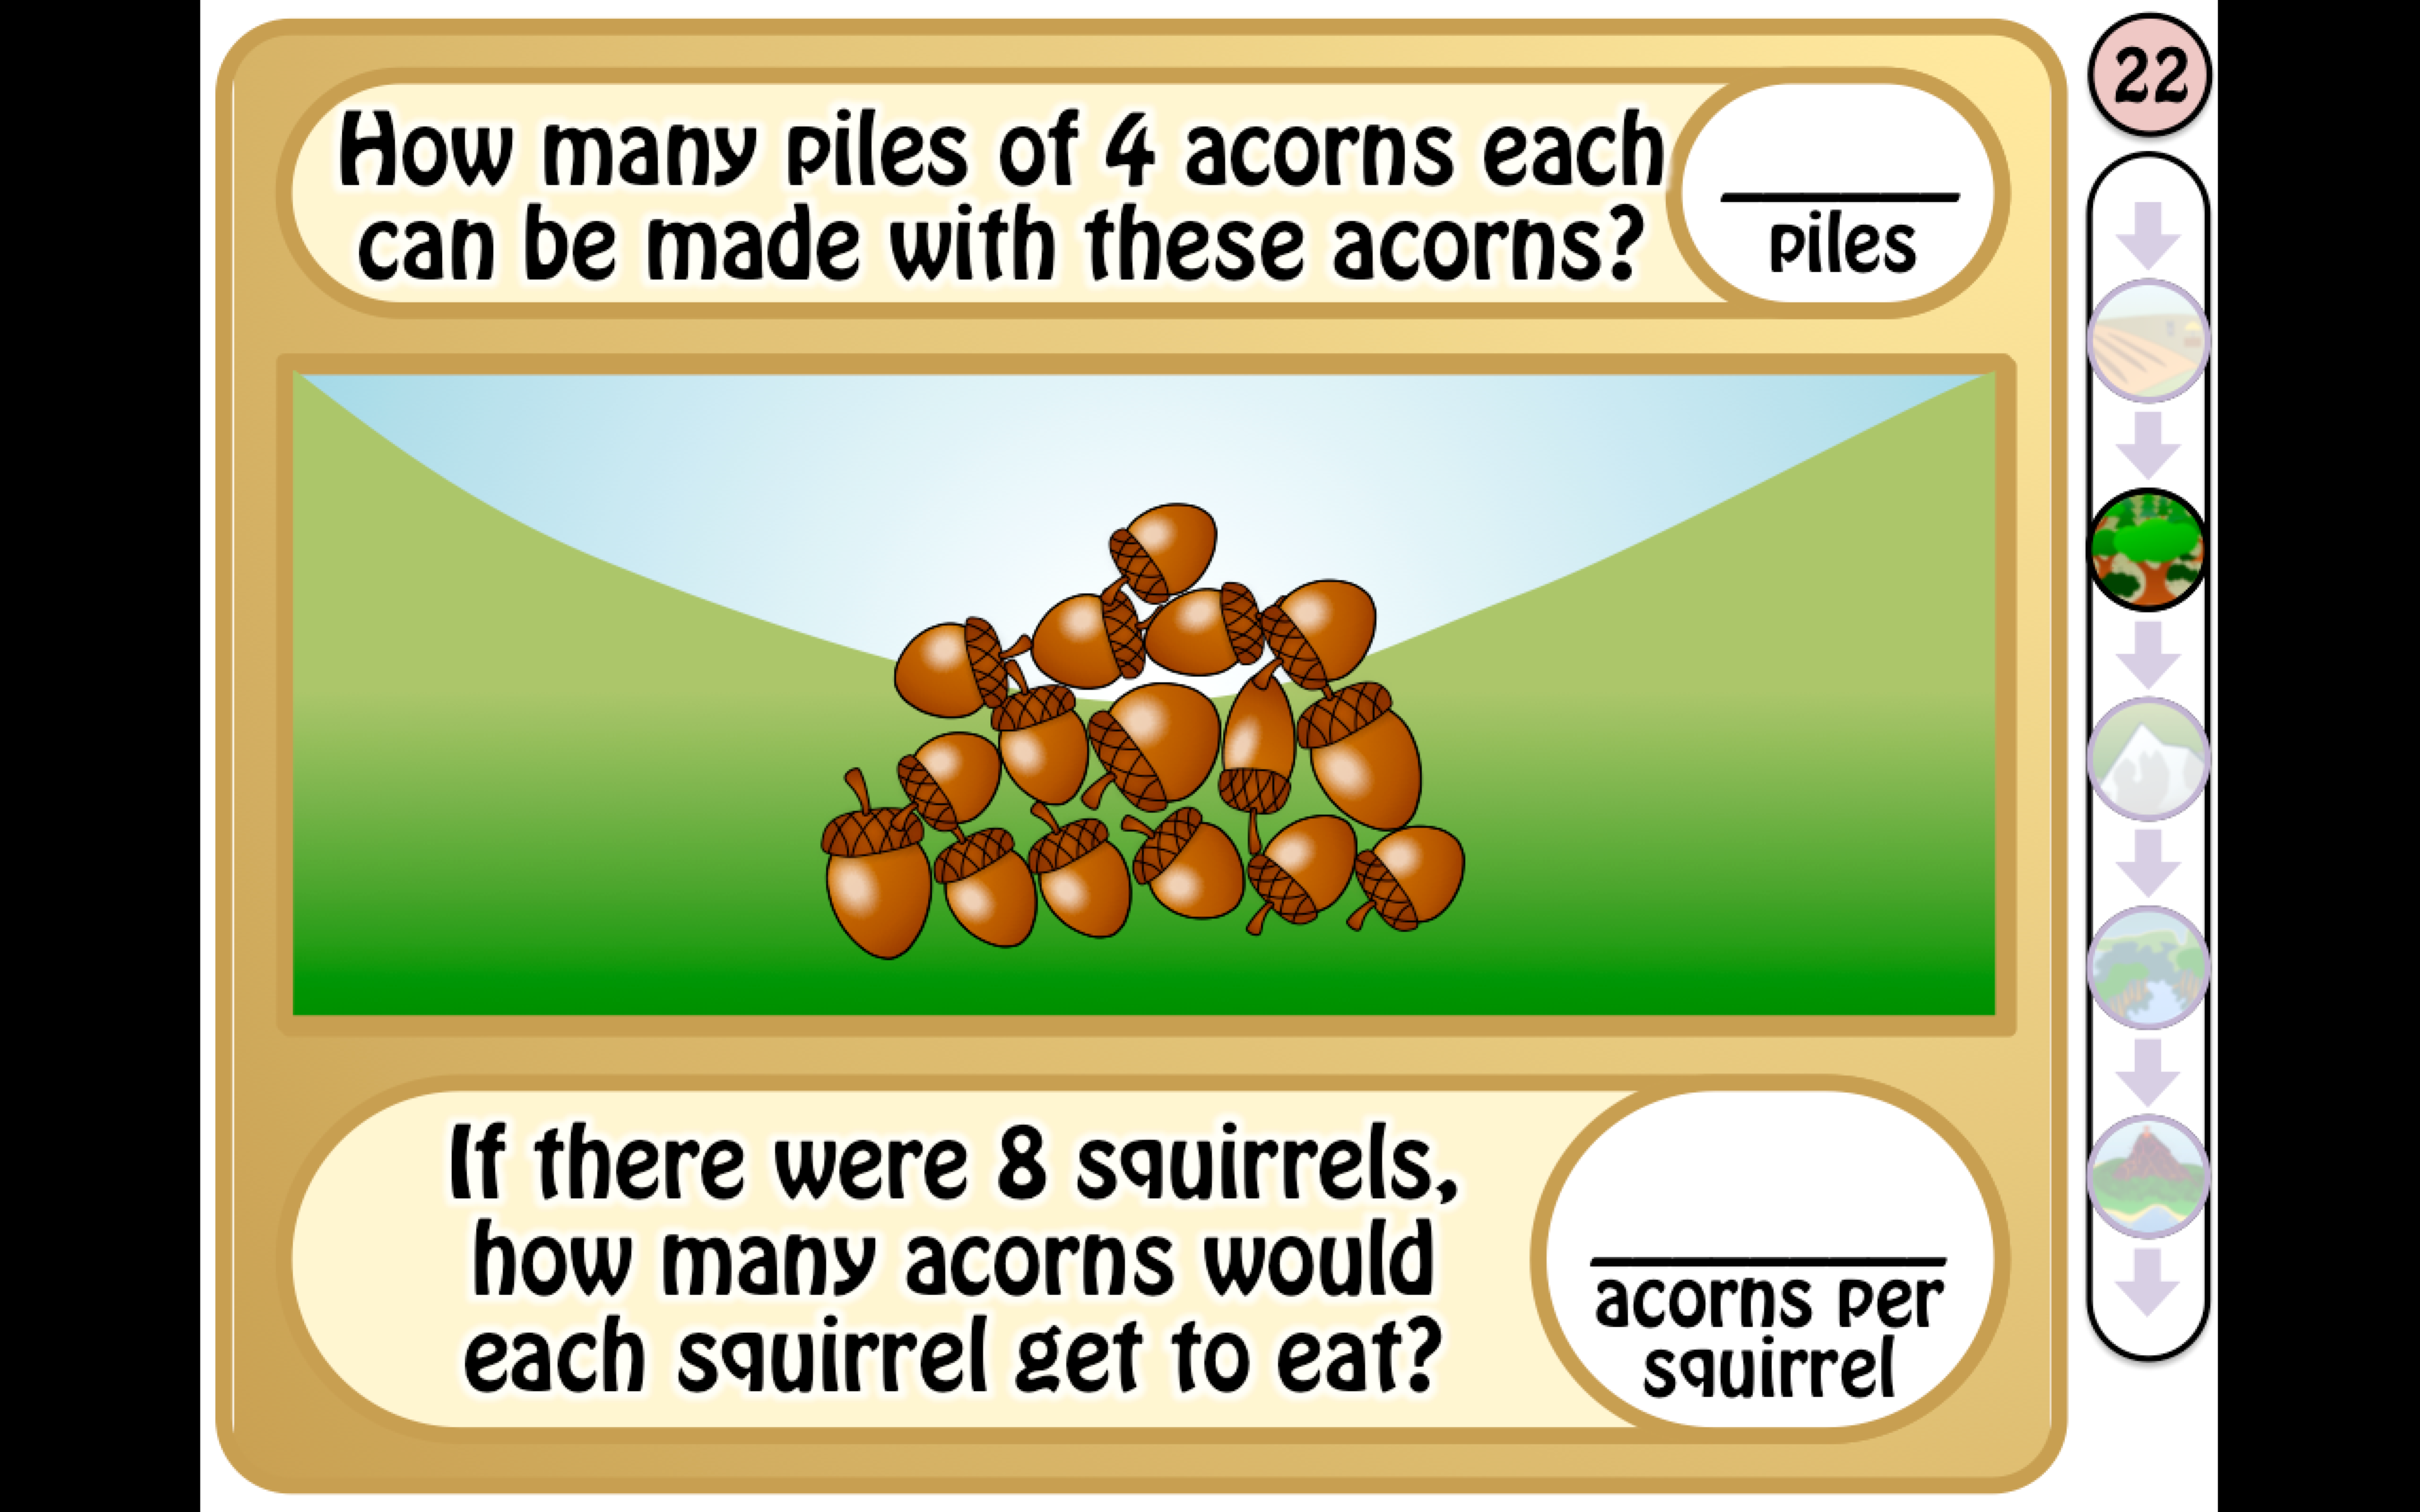 How many piles of 4 acorns each
can be made with these acorns?
piles
22
If there were 8 squirrels,
how many acorns would
each squirrel get to eat?
acorns per
squirrel